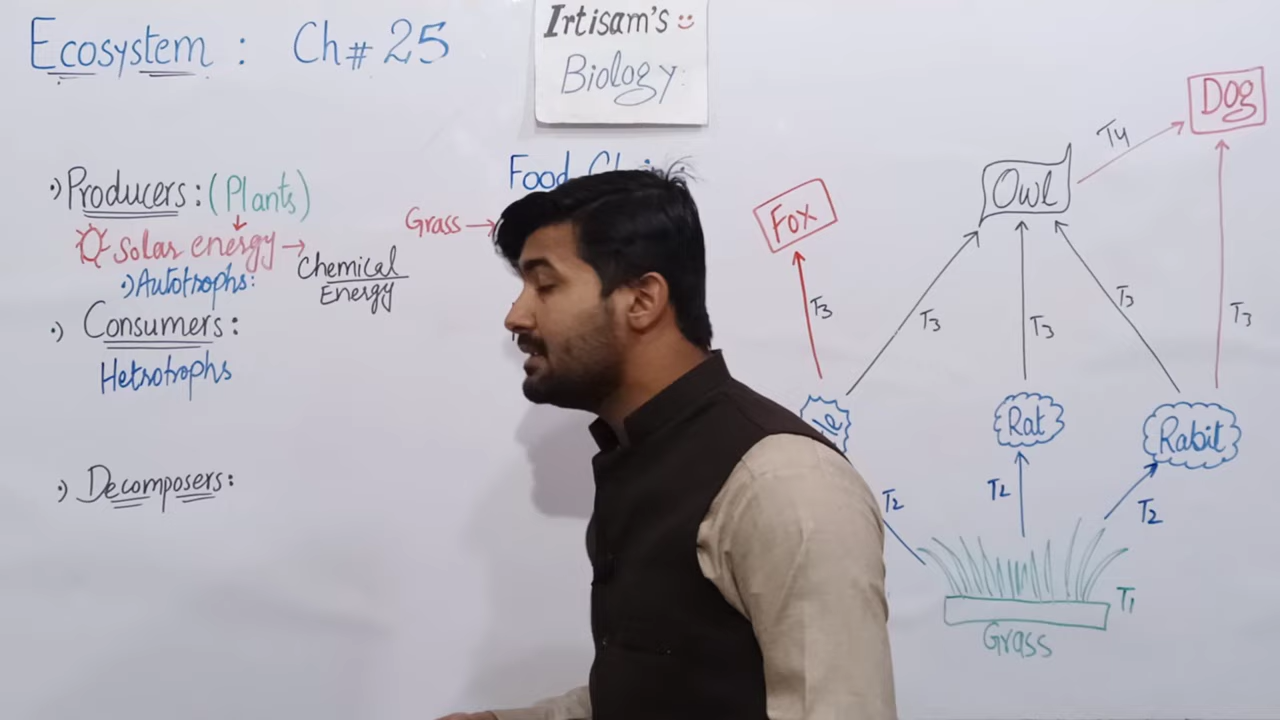 Ecosystem : Ch# 25
Irtisam's
Biology
Producers: (Plants)
Solar energy →
Chemical
Energy
Autotrophs:
Consumers:
Hetrotrophs
Decomposers:
Food
Grass →
Fox
Owl
Dog
T4
T3
T3
T3
T3
T3
Rat
Rabit
T2
T2
T2
T1
Grass